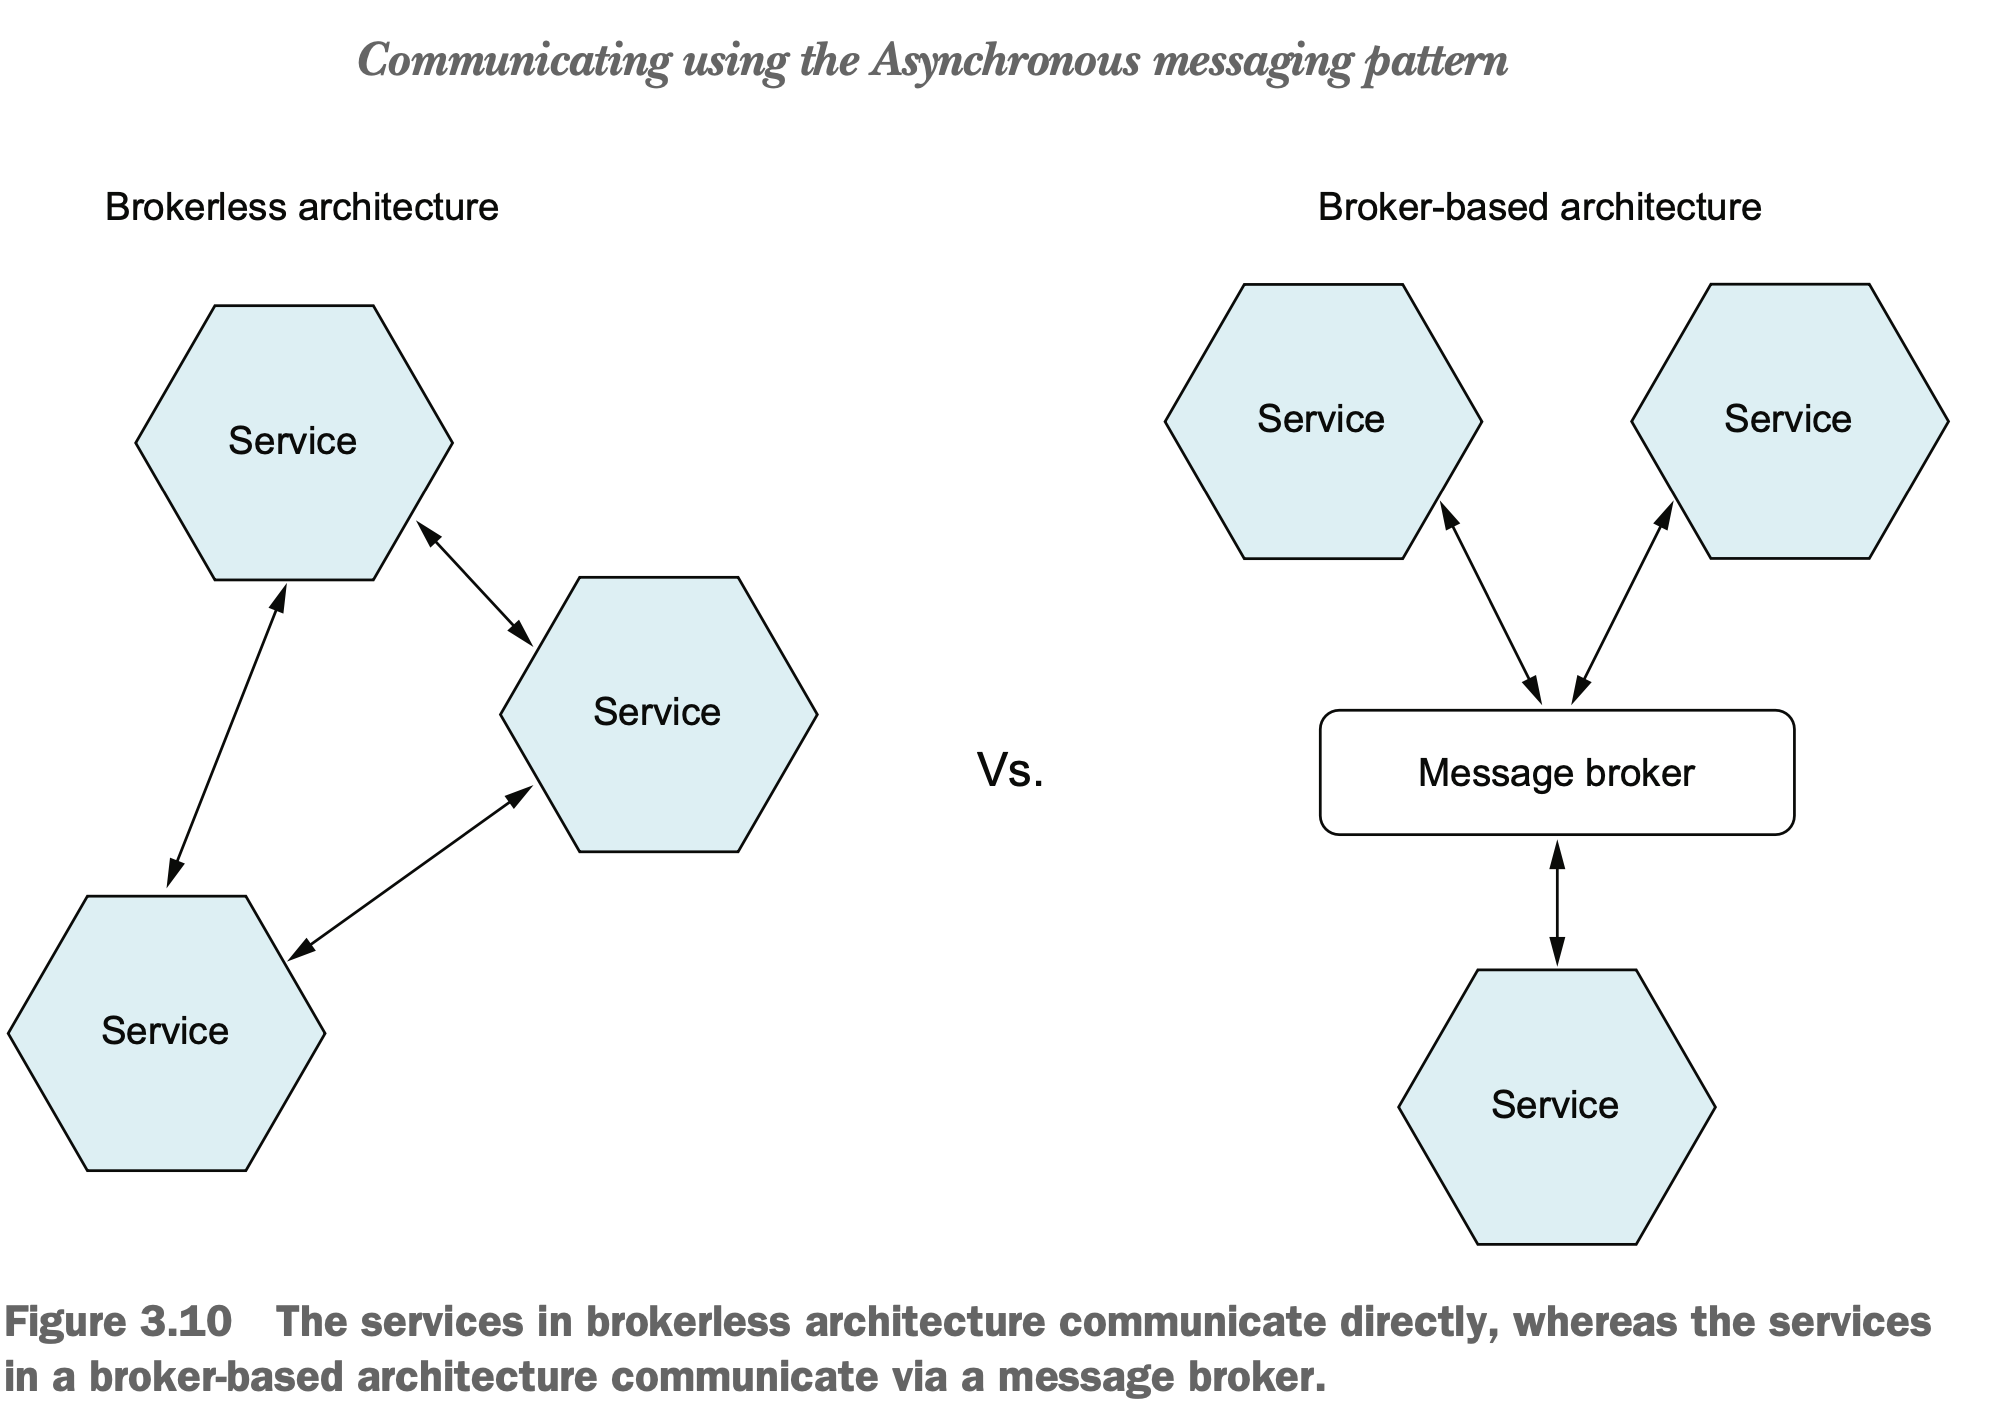 Communicating using the Asynchronous messaging pattern
Brokerless architecture
Service
Service
Service
Vs.
Broker-based architecture
Service
Service
Message broker
Service
Figure 3.10 The services in brokerless architecture communicate directly, whereas the services
in a broker-based architecture communicate via a message broker.